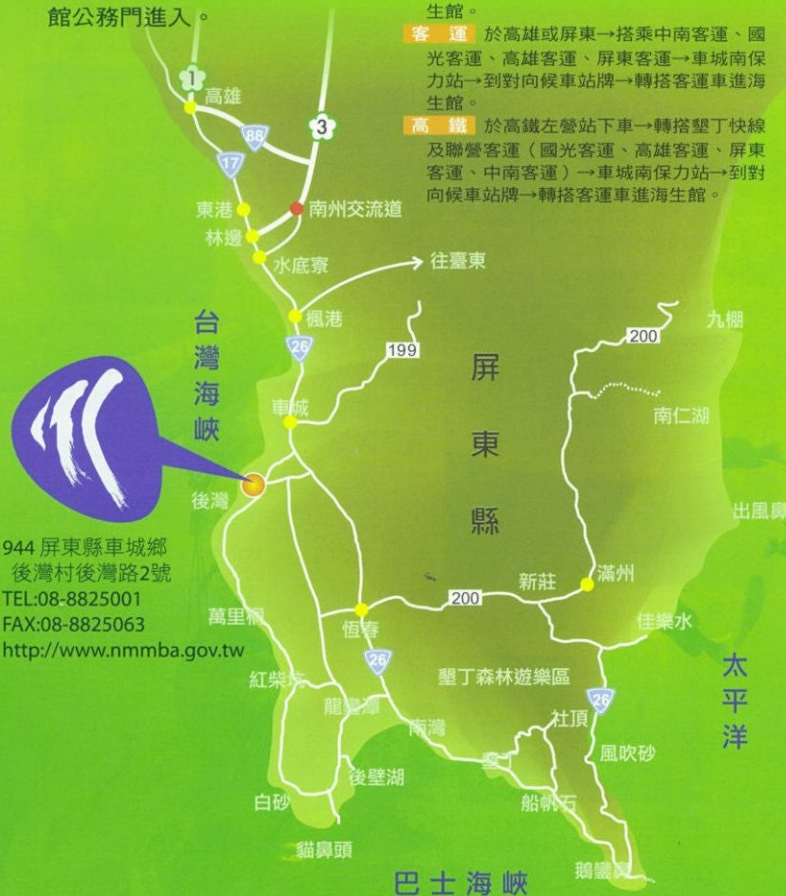 館公務門進入。
生館。
客運 於高雄或屏東→搭乘中南客運、國
光客運、高雄客運、屏東客運→車城南保
力站→到對向候車站牌→轉搭客運車進海
生館。
高鐵 於高鐵左營站下車→轉搭墾丁快線
及聯營客運(國光客運、高雄客運、屏東
客運、中南客運)→車城南保力站→到對
向候車站牌→轉搭客運車進海生館。
1
高雄
88
3
17
東港
南州交流道
林邊
水底寮
往臺東
楓港
台灣海峽
26
199
200
九棚
屏東縣
車城
南仁湖
後灣
出風鼻
944 屏東縣車城鄉
後灣村後灣路2號
TEL:08-8825001
FAX:08-8825063
http://www.nmmba.gov.tw
新莊
滿州
200
萬里桐
恆春
佳樂水
26
太平洋
紅柴坑
墾丁森林遊樂區
龍鑾潭
26
社頂
南灣
風吹砂
後壁湖
白砂
船帆石
貓鼻頭
鵝鑾鼻
巴士海峽